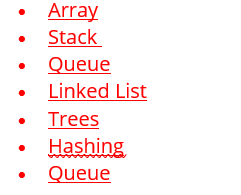 • Array
• Stack
• Queue
• Linked List
• Trees
• Hashing
• Queue